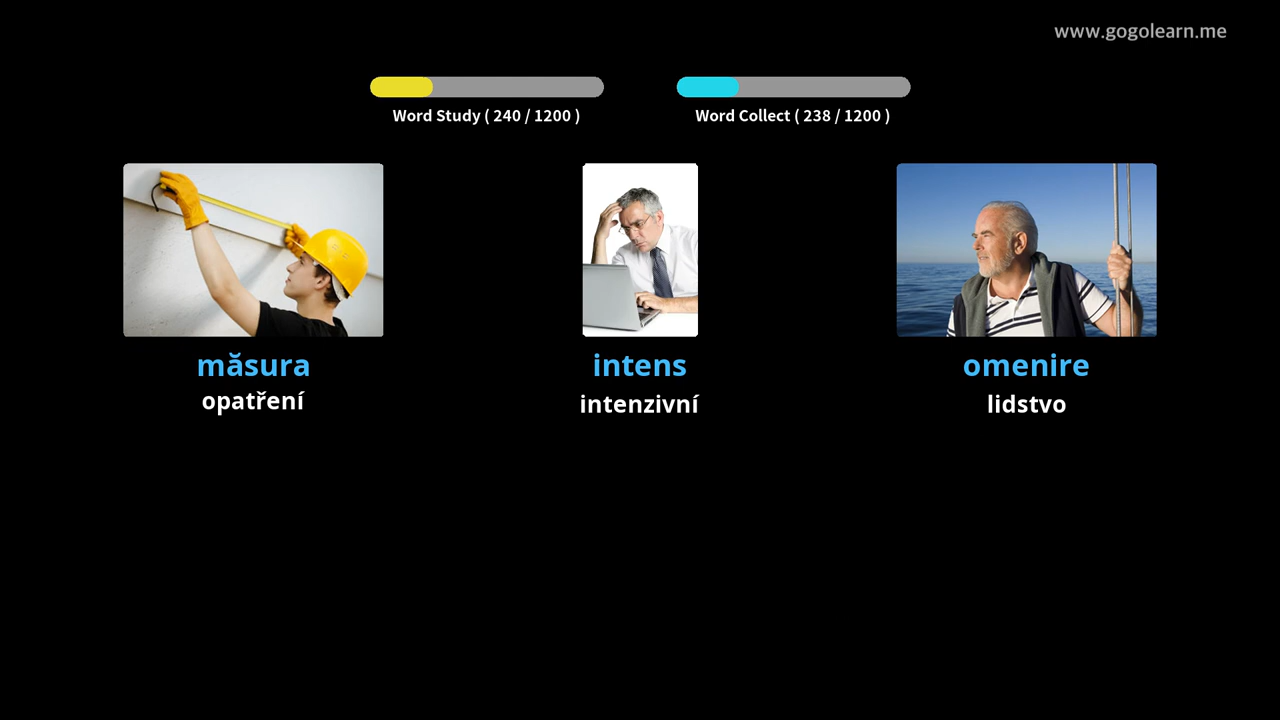 www.gogolearn.me
Word Study ( 240 / 1200 )
Word Collect ( 238 / 1200 )
măsura
opatření
intens
intenzivní
omenire
lidstvo